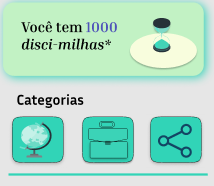 Você tem 1000
disci-milhas*
Categorias